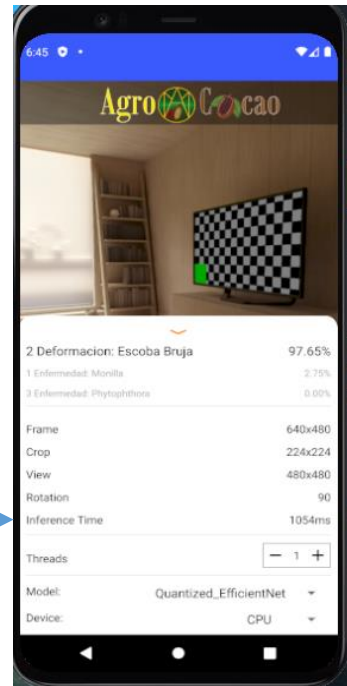 6:45
Agro Cacao
2 Deformacion: Escoba Bruja 97.65%
1 Enfermedad: Monilla 2.75%
3 Enfermedad: Phytophthora 0.00%
Frame 640x480
Crop 224x224
View 480x480
Rotation 90
Inference Time 1054ms
Threads 1
Model: Quantized_EfficientNet
Device: CPU